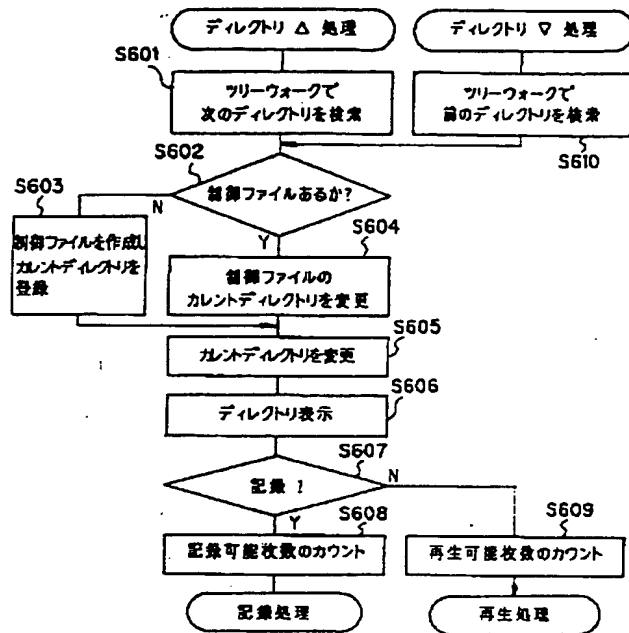 ディレクトリ △ 処理
ディレクトリ ▽ 処理
S601
ツリーウォークで
次のディレクトリを検索
ツリーウォークで
前のディレクトリを検索
S610
S602
制御ファイルあるか?
N
Y
S603
制御ファイルを作成し
カレントディレクトリを
登録
S604
制御ファイルの
カレントディレクトリを変更
S605
カレントディレクトリを変更
S606
ディレクトリ表示
S607
記録 ?
N
Y
S608
記録可能枚数のカウント
S609
再生可能枚数のカウント
記録処理
再生処理